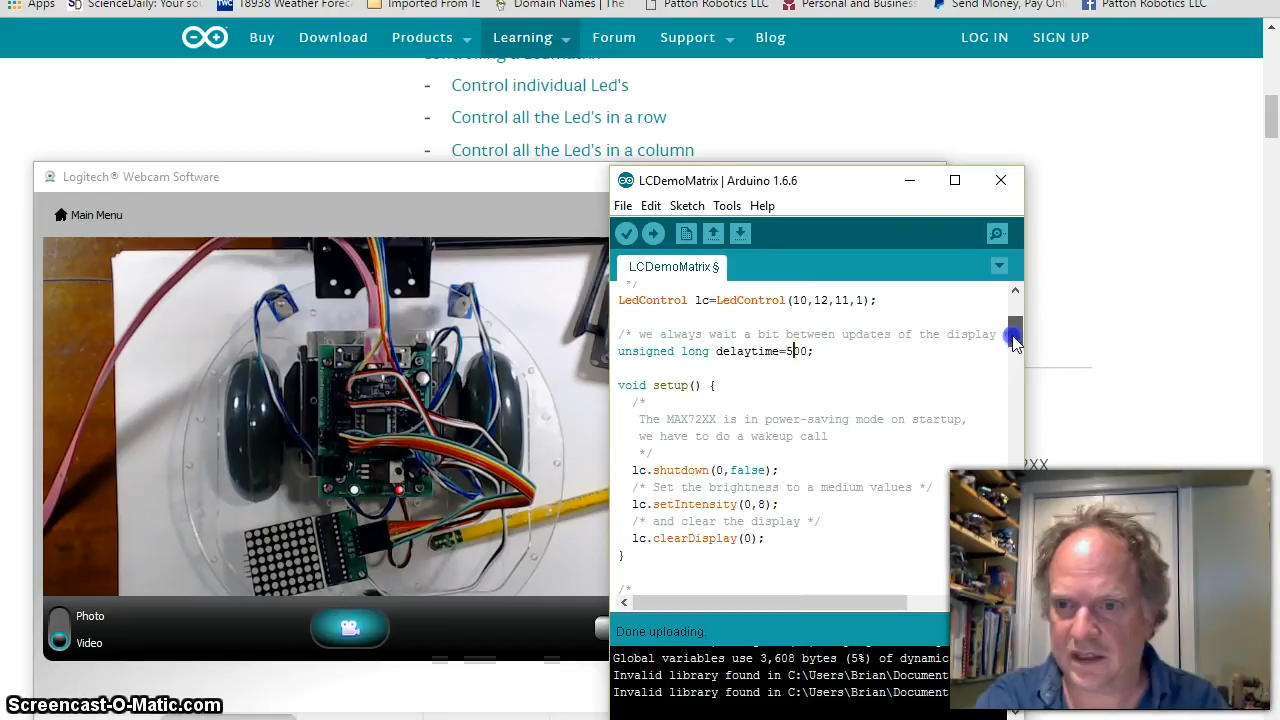 Apps
ScienceDaily: Your so
TWC
18938 Weather Foreca
Imported From IE
Domain Names | The
Patton Robotics LLC
Personal and Business
Send Money, Pay Onl
Patton Robotics LLC
Buy Download Products Learning Forum Support Blog LOG IN SIGN UP
- Control individual Led's
- Control all the Led's in a row
- Control all the Led's in a column
Logitech® Webcam Software
Main Menu
Photo
Video
LCDemoMatrix | Arduino 1.6.6
File Edit Sketch Tools Help
LCDemoMatrix §
*/
LedControl lc=LedControl(10,12,11,1);
/* we always wait a bit between updates of the display
unsigned long delaytime=500;
void setup() {
/*
The MAX72XX is in power-saving mode on startup,
we have to do a wakeup call
*/
lc.shutdown(0,false);
/* Set the brightness to a medium values */
lc.setIntensity(0,8);
/* and clear the display */
lc.clearDisplay(0);
}
/*
Done uploading.
Global variables use 3,608 bytes (5%) of dynamic
Invalid library found in C:\Users\Brian\Document
Invalid library found in C:\Users\Brian\Document
Screencast-O-Matic.com